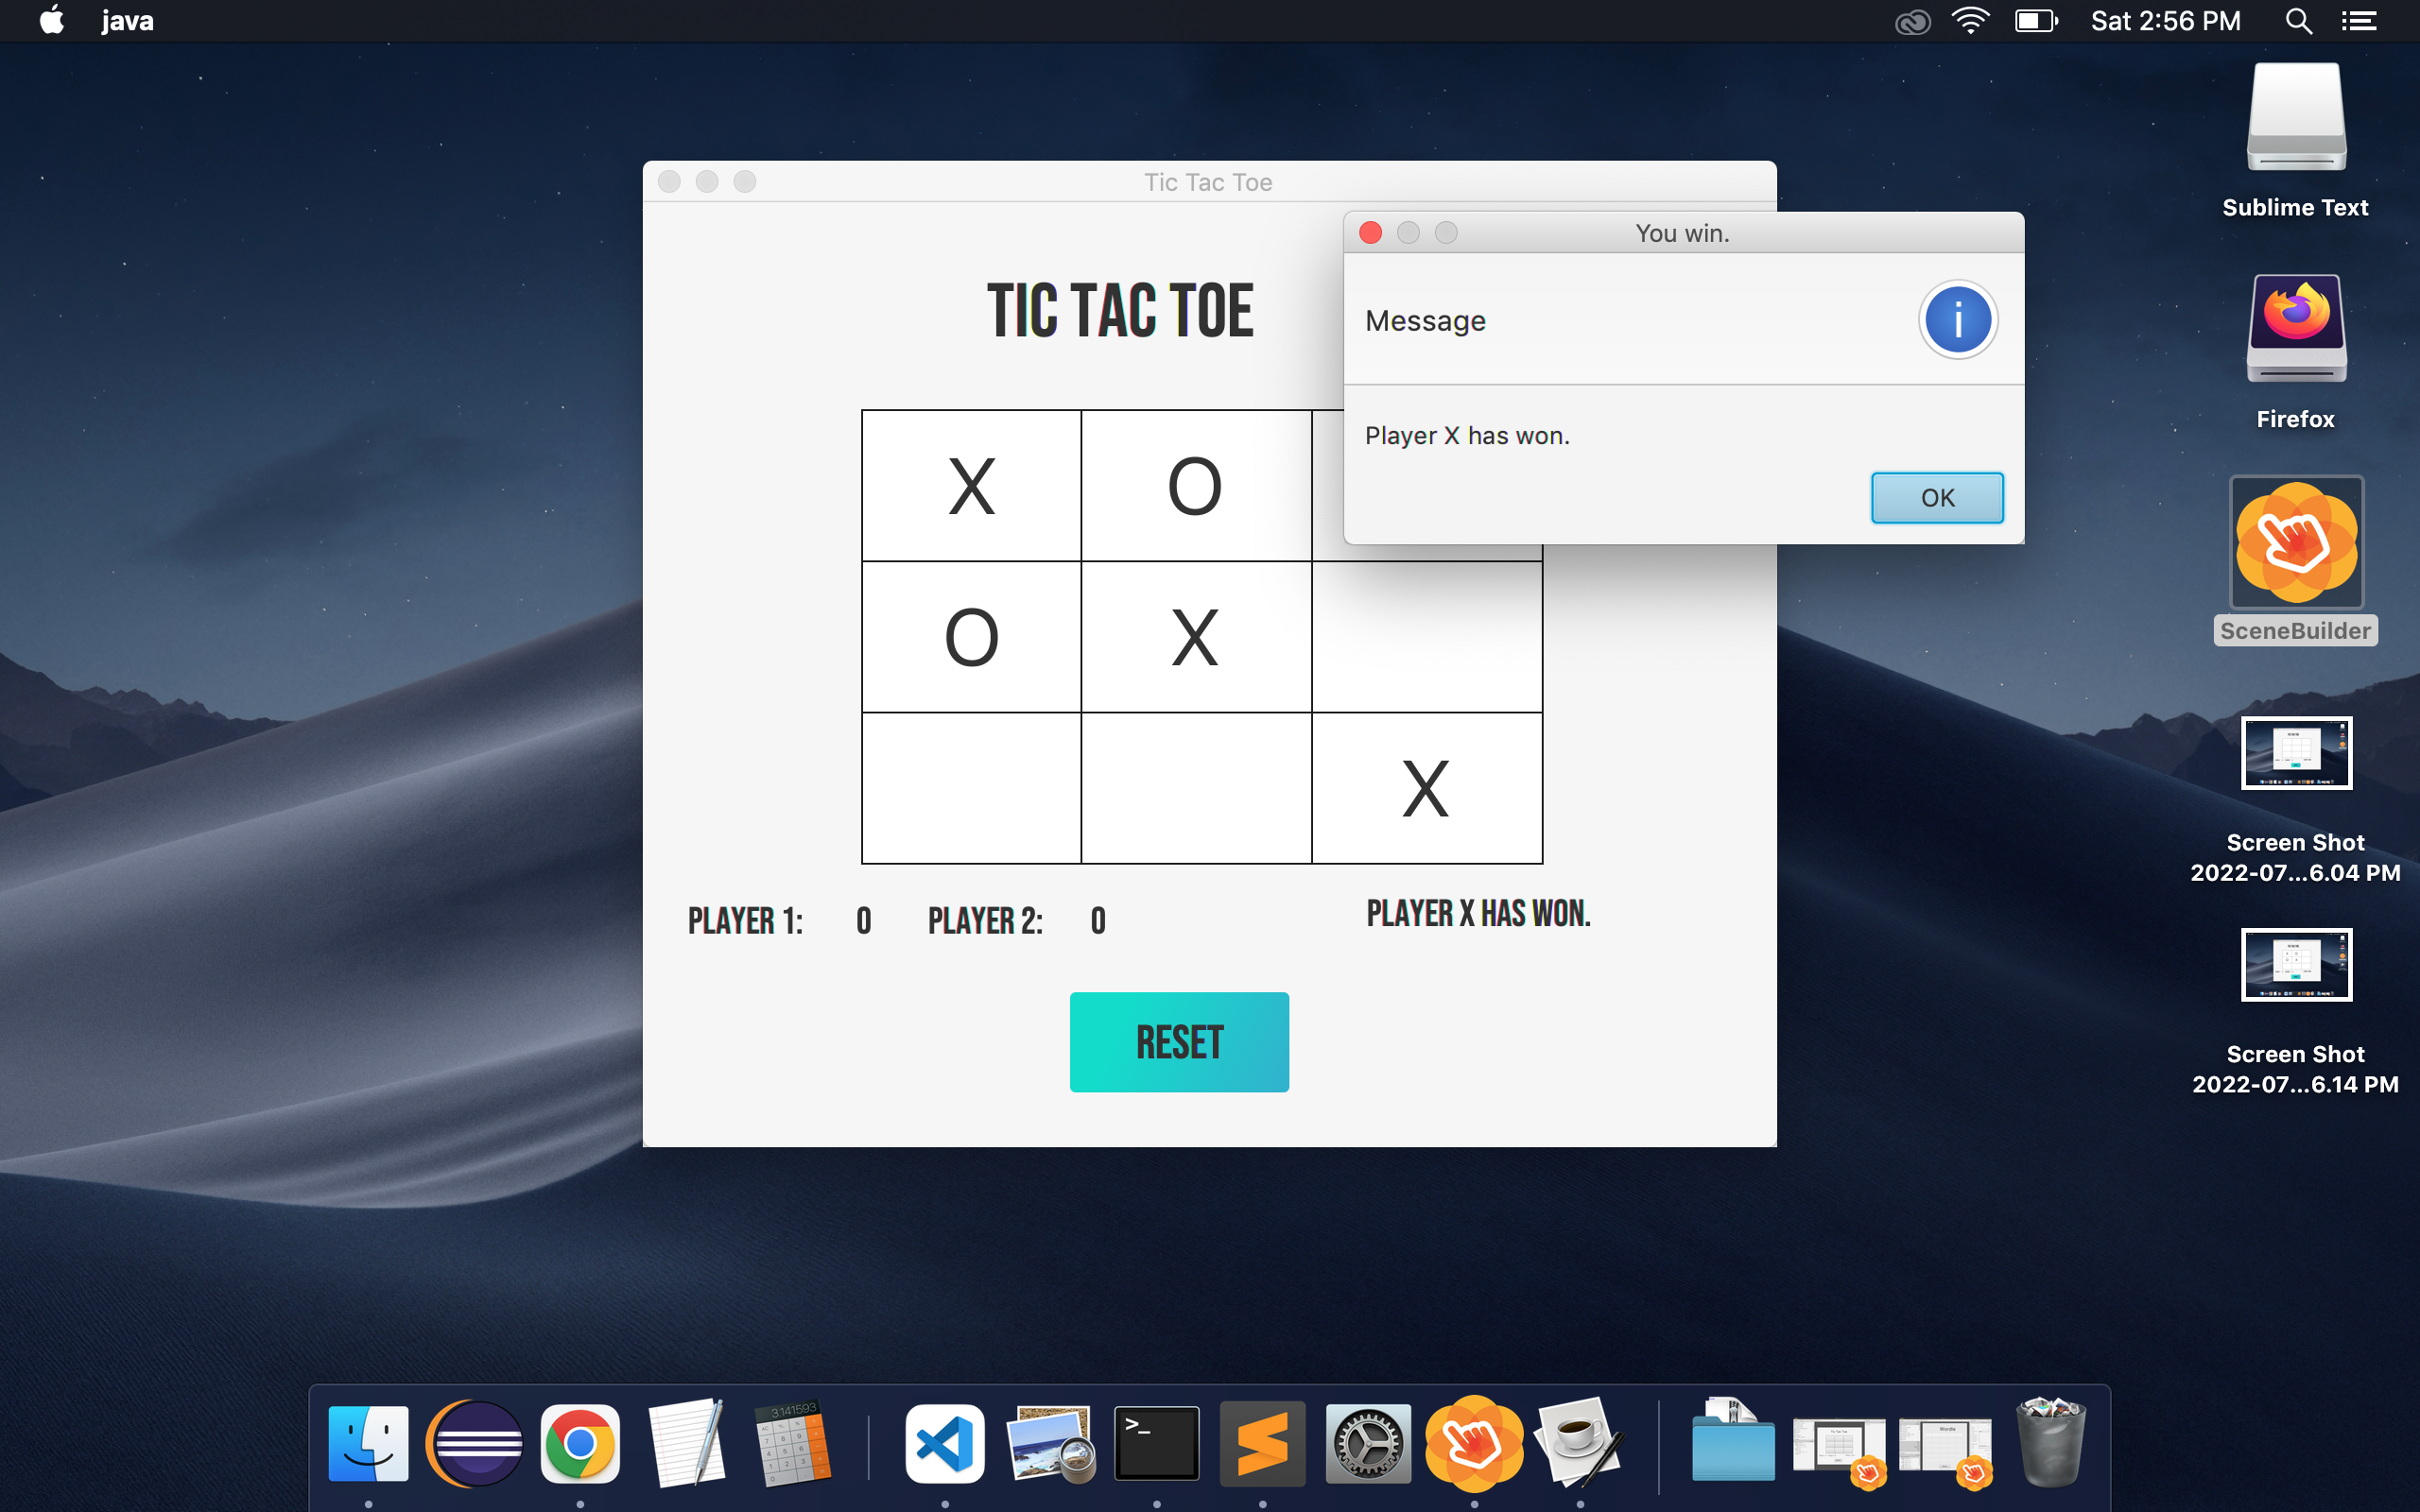 java
Sat 2:56 PM
Sublime Text
Firefox
SceneBuilder
Screen Shot
2022-07...6.04 PM
Screen Shot
2022-07...6.14 PM
Tic Tac Toe
TIC TAC TOE
You win.
Message
Player X has won.
OK
X O
O X
X
PLAYER 1: 0 PLAYER 2: 0 PLAYER X HAS WON.
RESET
3.141593